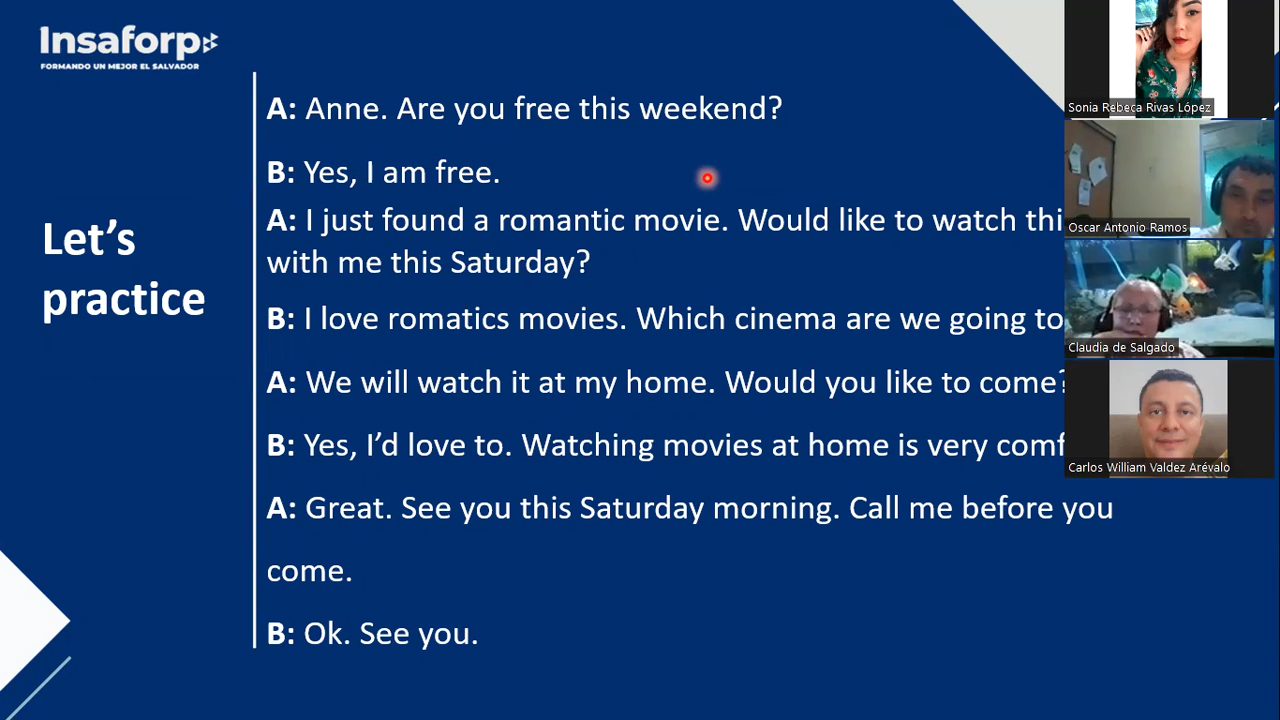 Insaforp
FORMANDO UN MEJOR EL SALVADOR
Let's
practice
A: Anne. Are you free this weekend?
B: Yes, I am free.
A: I just found a romantic movie. Would like to watch
with me this Saturday?
B: I love romatics movies. Which cinema are we going to
A: We will watch it at my home. Would you like to come?
B: Yes, I'd love to. Watching movies at home is very
A: Great. See you this Saturday morning. Call me before you
come.
B: Ok. See you.
Sonia Rebeca Rivas López
Oscar Antonio Ramos
Claudia de Salgado
Carlos William Valdez Arévalo